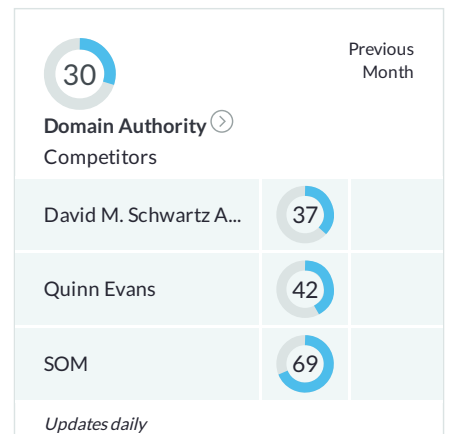 30
Previous
Month
Domain Authority
Competitors
David M. Schwartz A... 37
Quinn Evans 42
SOM 69
Updates daily